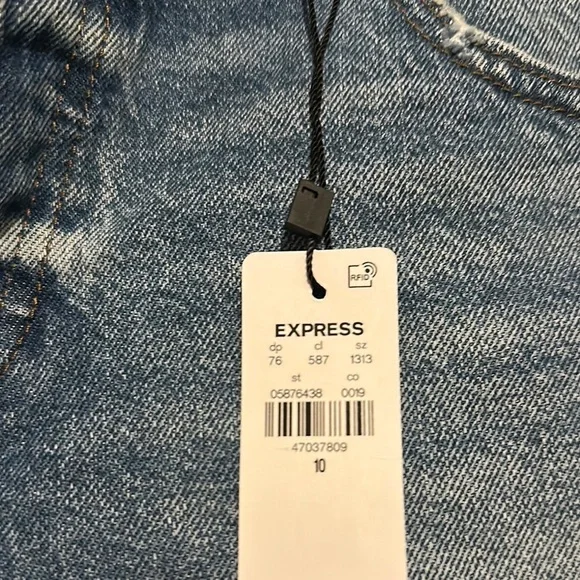 RFID
EXPRESS
dp cl sz
76 587 1313
st co
05876438 0019
47037809
10